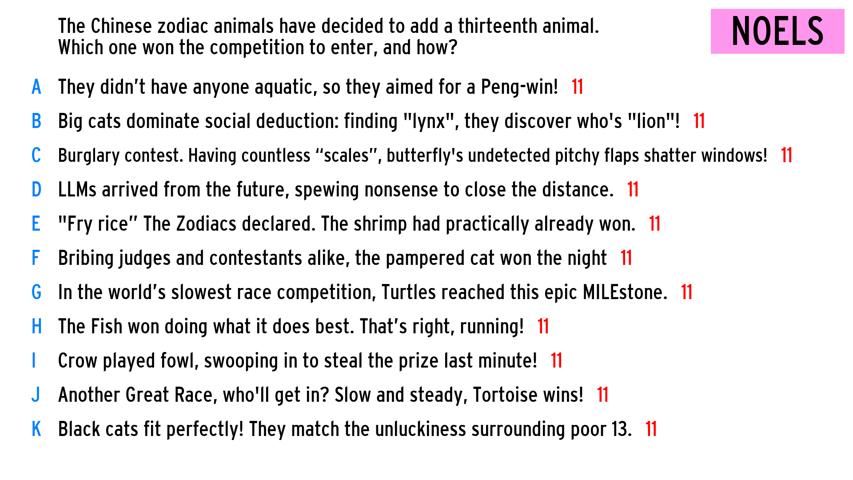 The Chinese zodiac animals have decided to add a thirteenth animal.
Which one won the competition to enter, and how?
NOELS
A They didn’t have anyone aquatic, so they aimed for a Peng-win! 11
B Big cats dominate social deduction: finding "lynx", they discover who's "lion"! 11
C Burglary contest. Having countless “scales”, butterfly's undetected pitchy flaps shatter windows! 11
D LLMs arrived from the future, spewing nonsense to close the distance. 11
E "Fry rice” The Zodiacs declared. The shrimp had practically already won. 11
F Bribing judges and contestants alike, the pampered cat won the night 11
G In the world’s slowest race competition, Turtles reached this epic MILEstone. 11
H The Fish won doing what it does best. That’s right, running! 11
I Crow played fowl, swooping in to steal the prize last minute! 11
J Another Great Race, who'll get in? Slow and steady, Tortoise wins! 11
K Black cats fit perfectly! They match the unluckiness surrounding poor 13. 11